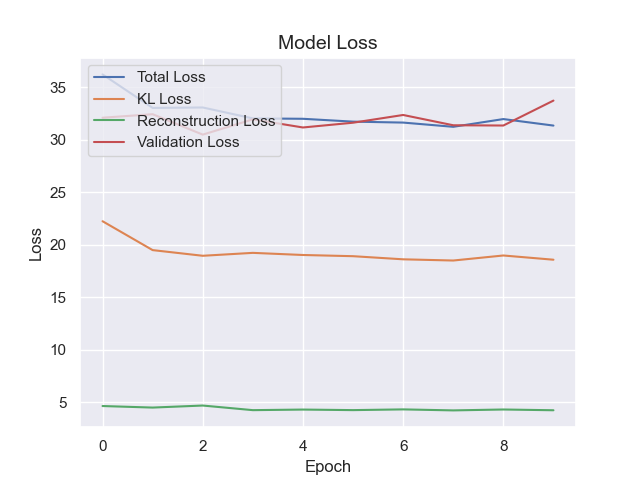 Model Loss
Total Loss
KL Loss
Reconstruction Loss
Validation Loss
35
30
25
20
15
10
5
Loss
0 2 4 6 8
Epoch